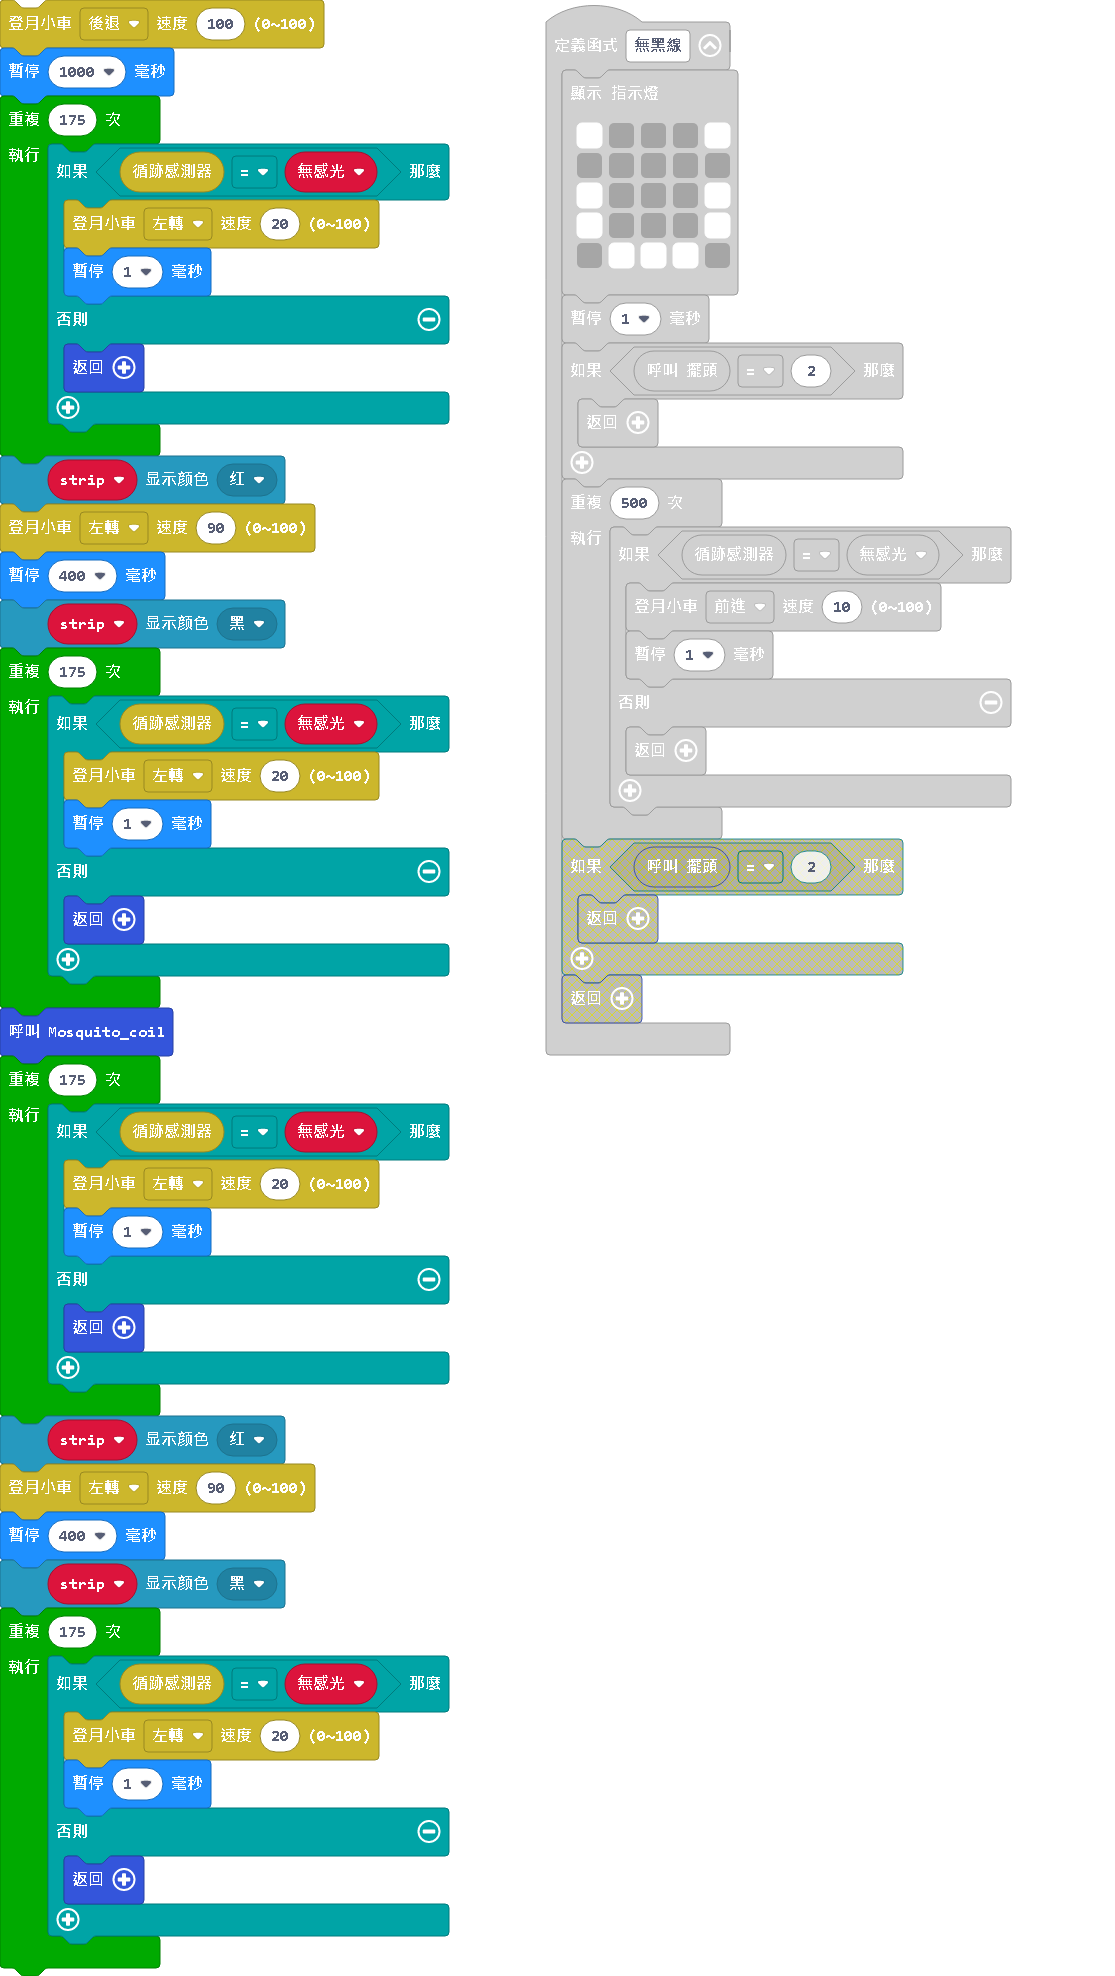 登月小車 後退 速度 100 (0~100)
暫停 1000 毫秒
重複 175 次
執行
如果 循跡感測器 = 無感光 那麼
登月小車 左轉 速度 20 (0~100)
暫停 1 毫秒
否則
返回
strip 显示颜色 红
登月小車 左轉 速度 90 (0~100)
暫停 400 毫秒
strip 显示颜色 黑
重複 175 次
執行
如果 循跡感測器 = 無感光 那麼
登月小車 左轉 速度 20 (0~100)
暫停 1 毫秒
否則
返回
呼叫 Mosquito_coil
重複 175 次
執行
如果 循跡感測器 = 無感光 那麼
登月小車 左轉 速度 20 (0~100)
暫停 1 毫秒
否則
返回
strip 显示颜色 红
登月小車 左轉 速度 90 (0~100)
暫停 400 毫秒
strip 显示颜色 黑
重複 175 次
執行
如果 循跡感測器 = 無感光 那麼
登月小車 左轉 速度 20 (0~100)
暫停 1 毫秒
否則
返回
定義函式 無黑線
顯示 指示燈
暫停 1 毫秒
如果 呼叫 擺頭 = 2 那麼
返回
重複 500 次
執行
如果 循跡感測器 = 無感光 那麼
登月小車 前進 速度 10 (0~100)
暫停 1 毫秒
否則
返回
如果 呼叫 擺頭 = 2 那麼
返回
返回